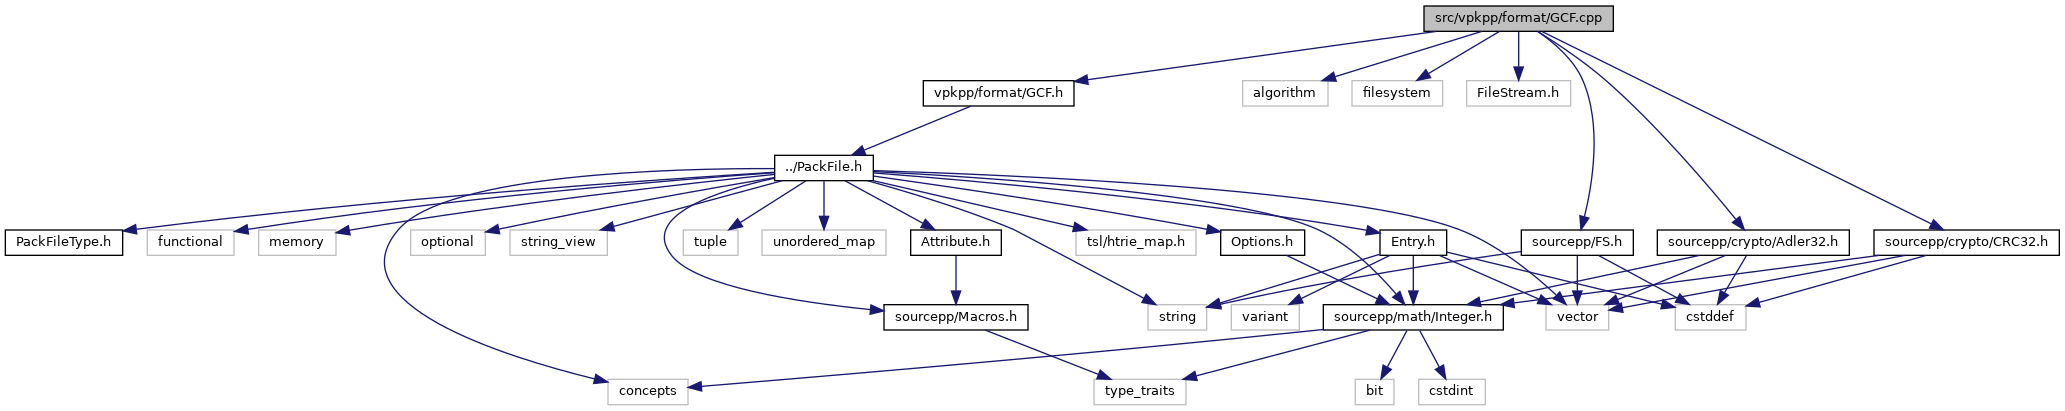 src/vpkpp/format/GCF.cpp
vpkpp/format/GCF.h
algorithm
filesystem
FileStream.h
../PackFile.h
PackFileType.h
functional
memory
optional
string_view
tuple
unordered_map
Attribute.h
tsl/htrie_map.h
Options.h
Entry.h
sourcepp/FS.h
sourcepp/crypto/Adler32.h
sourcepp/crypto/CRC32.h
sourcepp/Macros.h
string
variant
sourcepp/math/Integer.h
vector
cstddef
concepts
type_traits
bit
cstdint